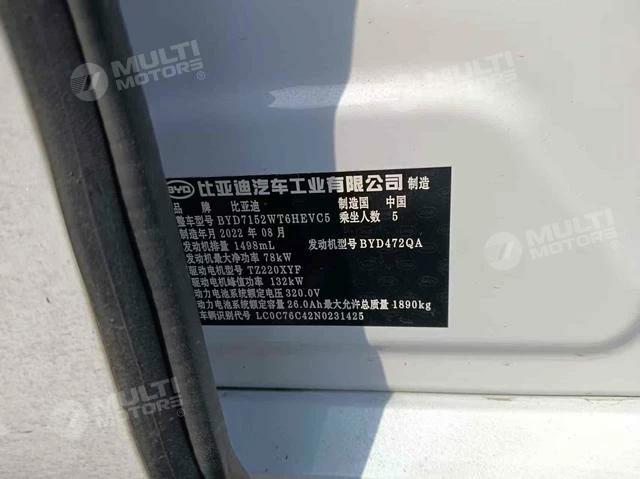 MULTI MOTORS®
MULTI MOTORS®
BYD 比亚迪汽车工业有限公司 制造
品 牌 比亚迪 制造国 中国
整车型号 BYD7152WT6HEVC5 乘坐人数 5
制造年月 2022 年 08 月
发动机排量 1498mL 发动机型号 BYD472QA
发动机最大净功率 78kW
驱动电机型号 TZ220XYF
驱动电机峰值功率 132kW
动力电池系统额定电压 320.0V
动力电池系统额定容量 26.0Ah 最大允许总质量 1890kg
车辆识别代号 LC0C76C42N0231425
MULTI MOTORS®
MULTI MOTORS®